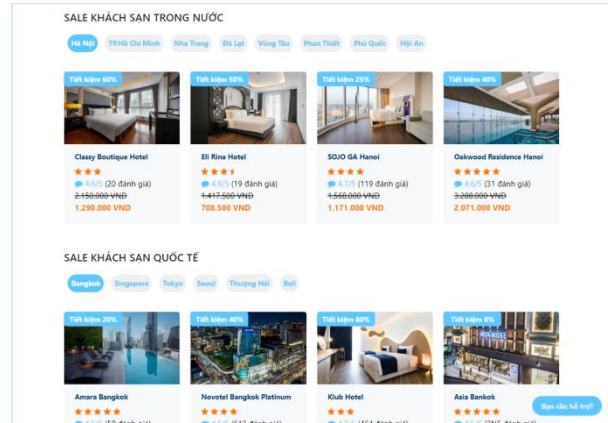 SALE KHÁCH SẠN TRONG NƯỚC
Hà Nội TP.Hồ Chí Minh Nha Trang Đà Lạt Vũng Tàu Phan Thiết Phú Quốc Hội An
Tiết kiệm 60% Tiết kiệm 50% Tiết kiệm 25% Tiết kiệm 40%
Classy Boutique Hotel Eli Rina Hotel SOJO GA Hanoi Oakwood Residence Hanoi
4.6/5 (20 đánh giá) 4.9/5 (19 đánh giá) 4.7/5 (119 đánh giá) 4.6/5 (31 đánh giá)
2.150.000 VND 1.417.500 VND 1.560.000 VND 3.208.000 VND
1.290.000 VND 708.500 VND 1.171.000 VND 2.071.000 VND
SALE KHÁCH SẠN QUỐC TẾ
Bangkok Singapore Tokyo Seoul Thượng Hải Bali
Tiết kiệm 20% Tiết kiệm 40% Tiết kiệm 80% Tiết kiệm 8%
Amara Bangkok Novotel Bangkok Platinum Klub Hotel Asia Bankok
Bạn cần hỗ trợ?